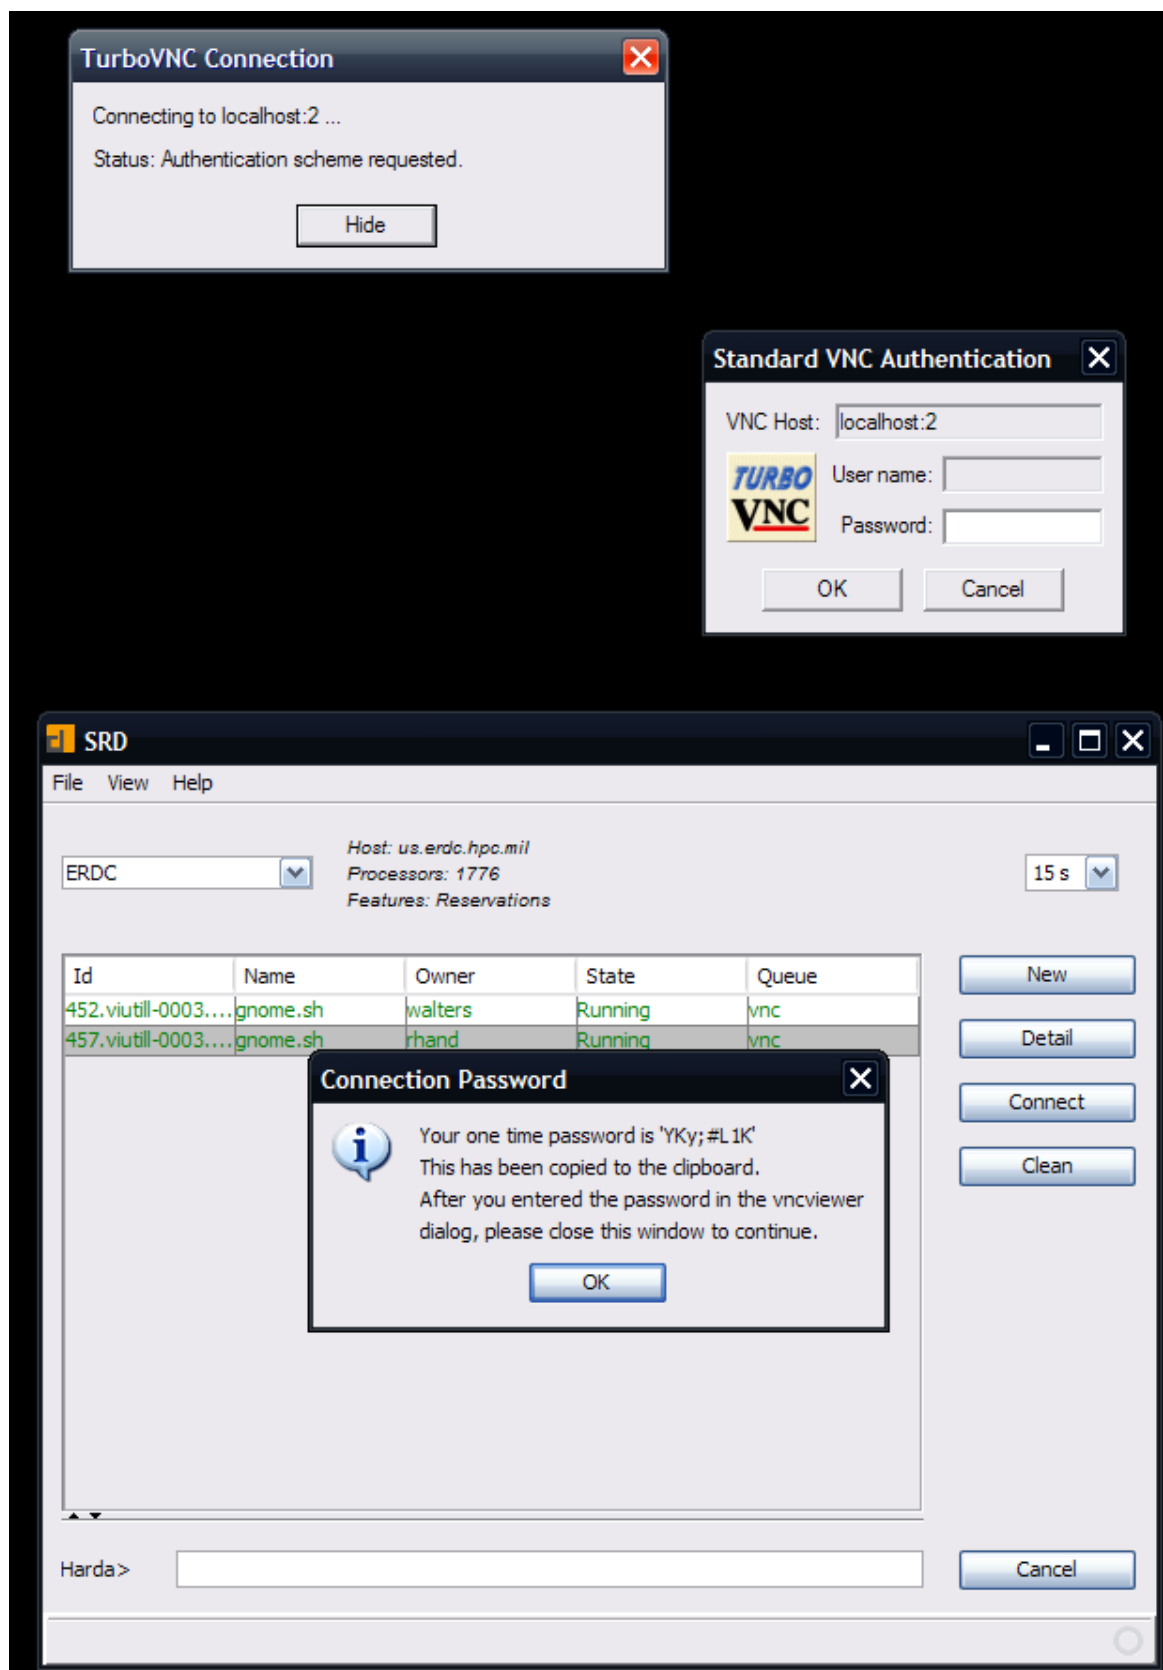 TurboVNC Connection
Connecting to localhost:2 ...
Status: Authentication scheme requested.
Hide
Standard VNC Authentication
VNC Host: localhost:2
TURBO
VNC
User name:
Password:
OK Cancel
SRD
File View Help
ERDC
Host: us.erdc.hpc.mil
Processors: 1776
Features: Reservations
15 s
Id Name Owner State Queue
452.viutill-0003.... gnome.sh walters Running vnc
457.viutill-0003.... gnome.sh rhand Running vnc
New
Detail
Connect
Clean
Connection Password
Your one time password is 'YKy;#L1K'
This has been copied to the clipboard.
After you entered the password in the vncviewer
dialog, please close this window to continue.
OK
Harda>
Cancel